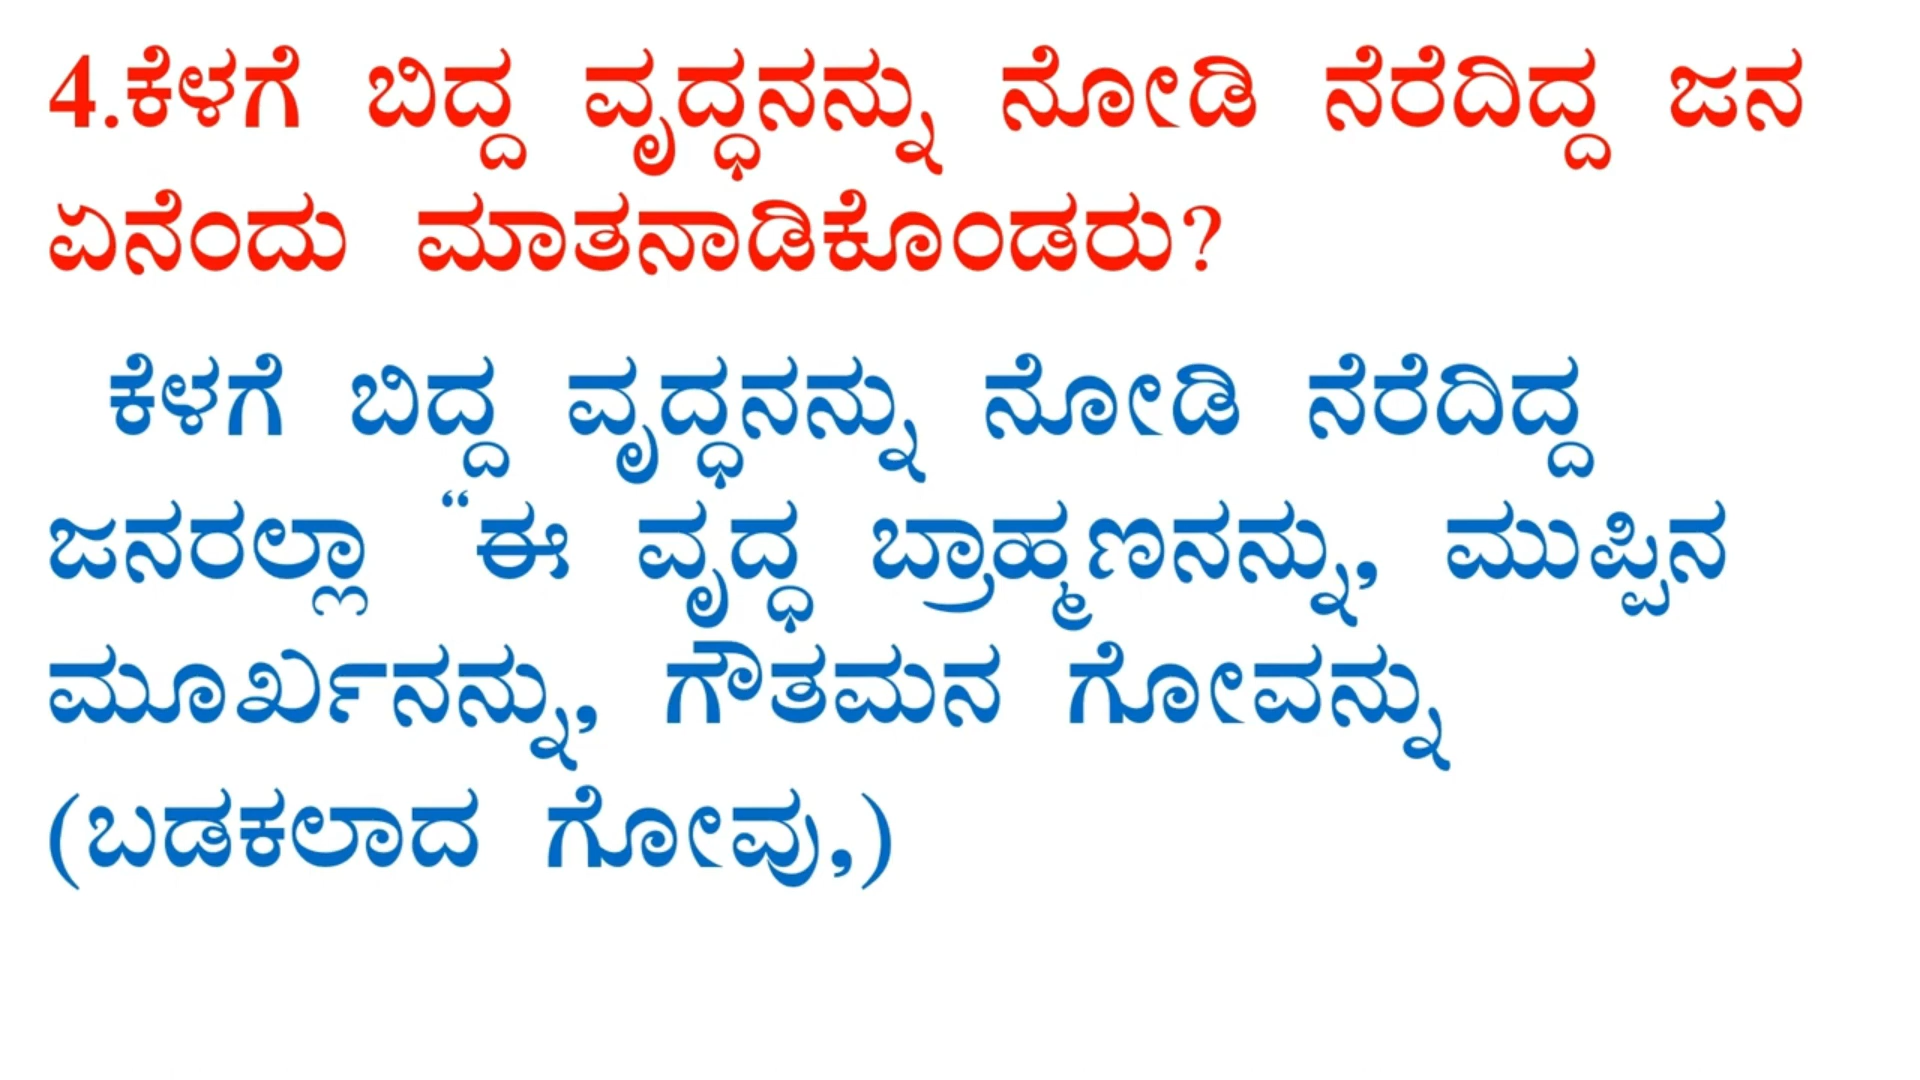 4.ಕೆಳಗೆ ಬಿದ್ದ ವೃದ್ಧನನ್ನು ನೋಡಿ ನೆರೆದಿದ್ದ ಜನ
ಏನೆಂದು ಮಾತನಾಡಿಕೊಂಡರು?
ಕೆಳಗೆ ಬಿದ್ದ ವೃದ್ಧನನ್ನು ನೋಡಿ ನೆರೆದಿದ್ದ
ಜನರಲ್ಲಾ “ಈ ವೃದ್ಧ ಬ್ರಾಹ್ಮಣನನ್ನು, ಮುಪ್ಪಿನ
ಮೂರ್ಖನನ್ನು, ಗೌತಮನ ಗೋವನ್ನು
(ಬಡಕಲಾದ ಗೋವು,)